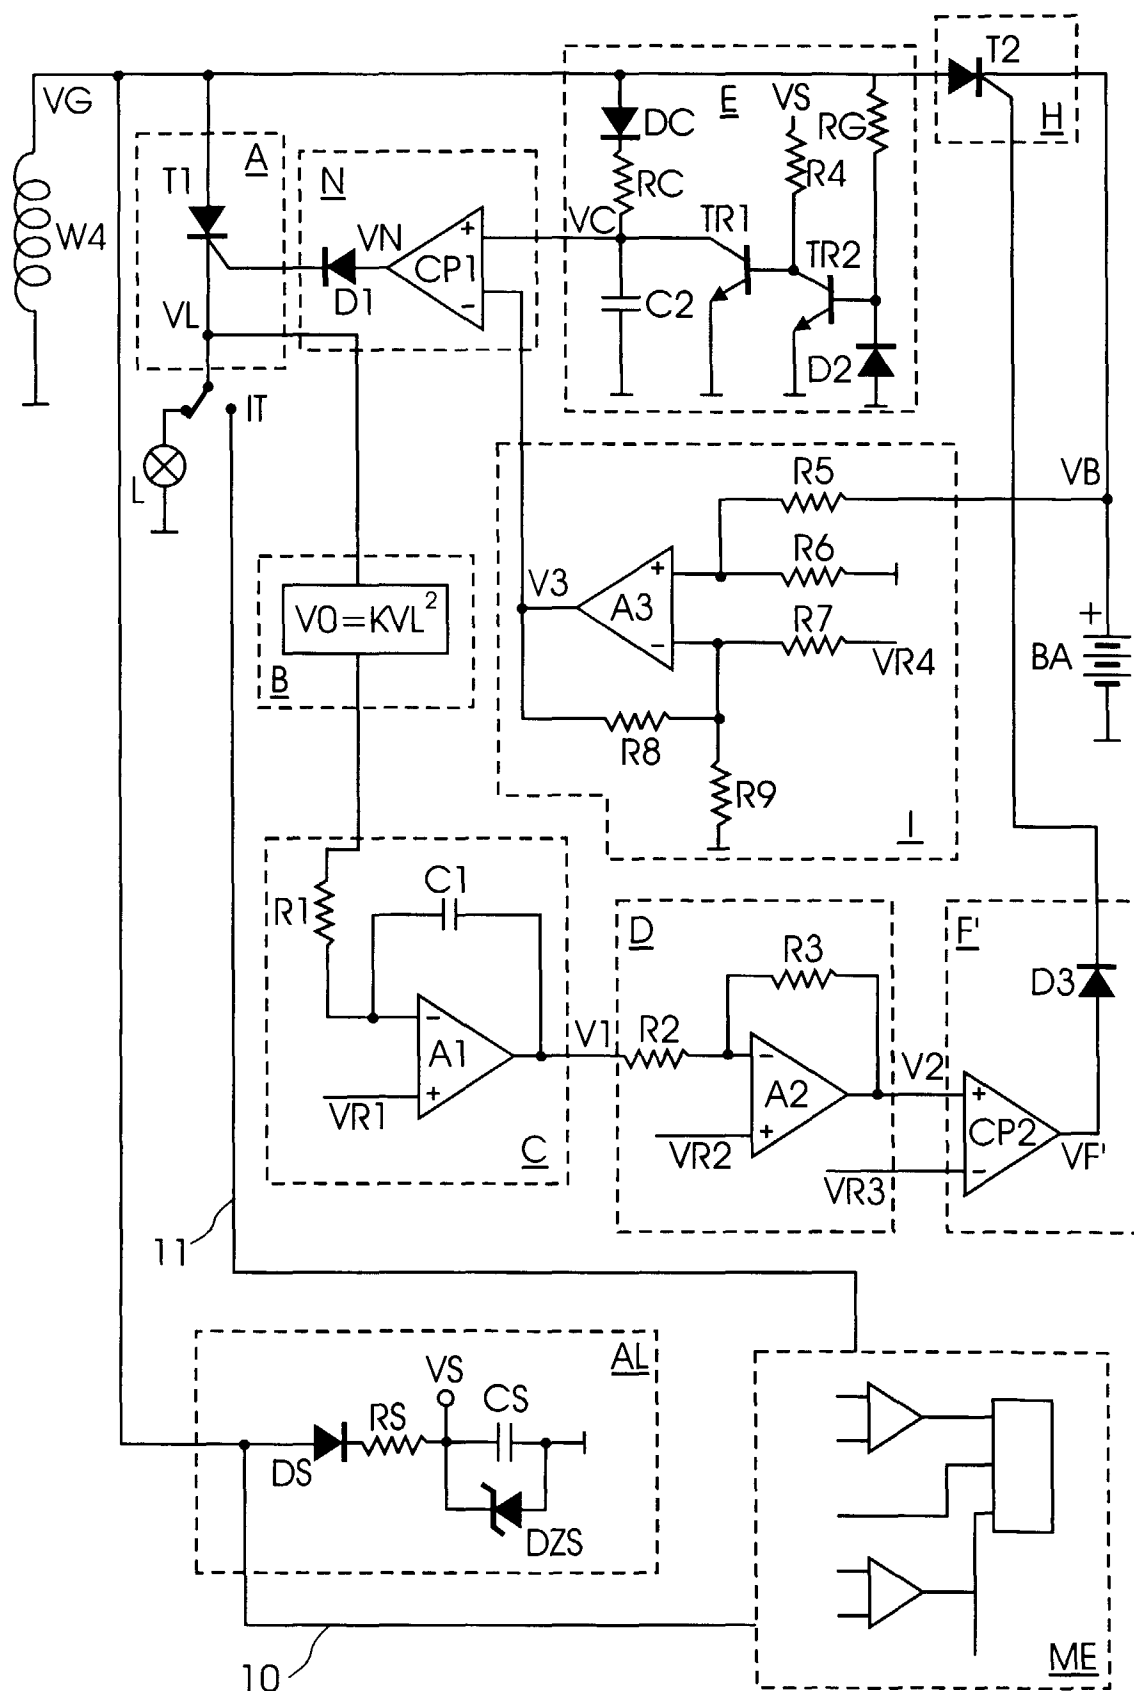 T2
VG
E
VS
DC
RG
H
A
T1
N
RC
R4
W4
VN
VC
TR1
CP1
+
-
TR2
D1
C2
VL
D2
IT
L
R5
VB
R6
V3
A3
+
-
R7
VR4
+
BA
V0=KVL²
B
R8
R9
I
C1
R1
D
F'
R3
D3
A1
-
+
V1
R2
A2
-
+
V2
VR1
CP2
+
-
VR2
VF'
C
VR3
11
AL
VS
CS
RS
DS
DZS
ME
10